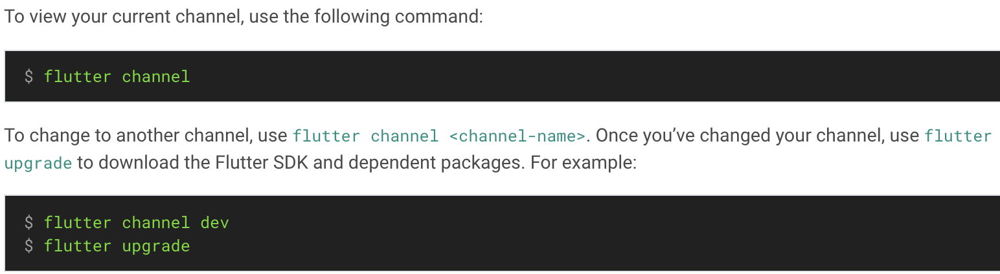 To view your current channel, use the following command:
$ flutter channel
To change to another channel, use flutter channel <channel-name>. Once you’ve changed your channel, use flutter
upgrade to download the Flutter SDK and dependent packages. For example:
$ flutter channel dev
$ flutter upgrade